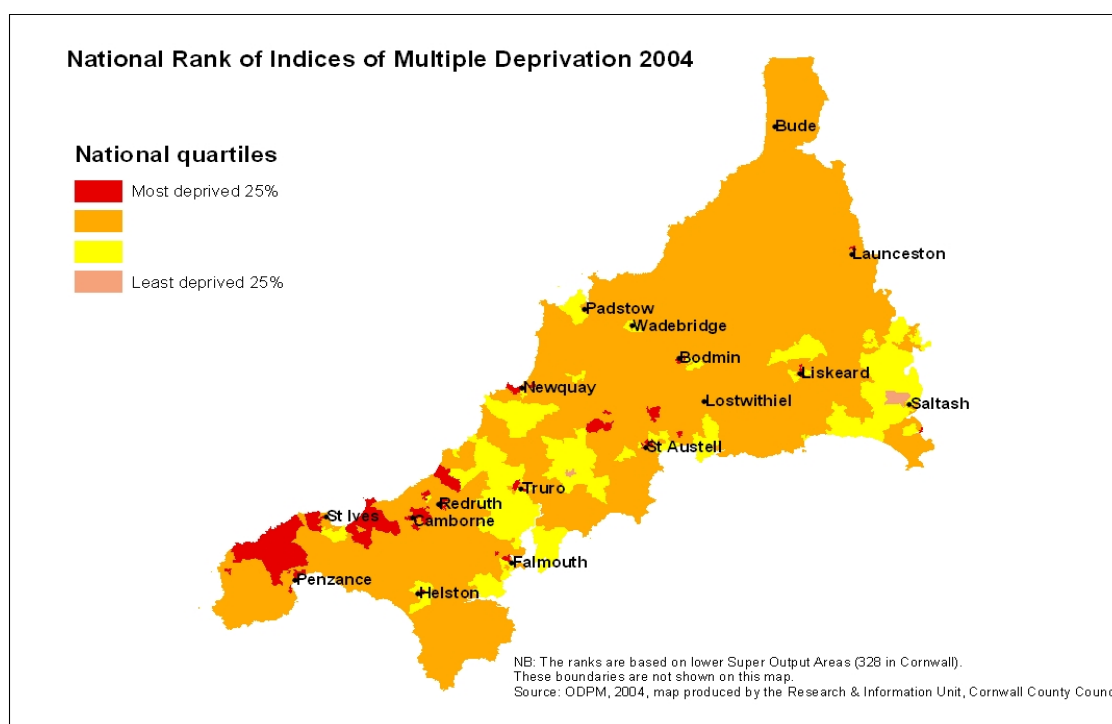 National Rank of Indices of Multiple Deprivation 2004
National quartiles
Most deprived 25%
Least deprived 25%
Bude
Launceston
Padstow
Wadebridge
Bodmin
Liskeard
Newquay
Lostwithiel
Saltash
St Austell
Truro
Redruth
St Ives
Camborne
Falmouth
Penzance
Helston
NB: The ranks are based on lower Super Output Areas (328 in Cornwall).
These boundaries are not shown on this map.
Source: ODPM, 2004, map produced by the Research & Information Unit, Cornwall County Counc